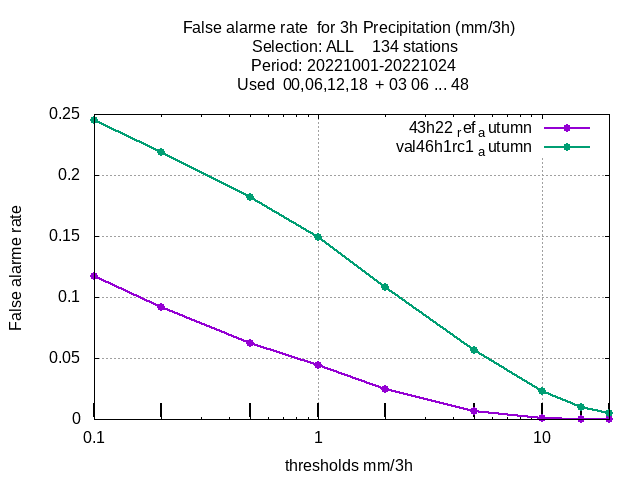 False alarme rate for 3h Precipitation (mm/3h)
Selection: ALL 134 stations
Period: 20221001-20221024
Used 00,06,12,18 + 03 06 ... 48
43h22 refautumn
val46h1rc1 autumn
0.25
0.2
0.15
0.1
0.05
0
False alarme rate
0.1 1 10
thresholds mm/3h